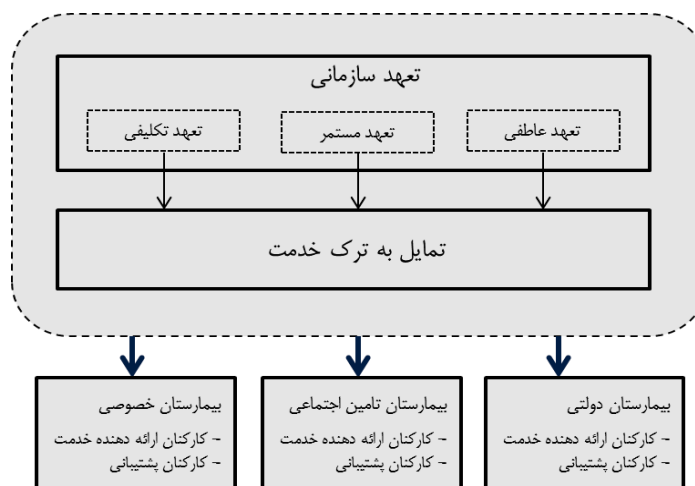 تعهد سازمانی
تعهد عاطفی
تعهد مستمر
تعهد تکلیفی
تمایل به ترک خدمت
بیمارستان دولتی
- کارکنان ارائه دهنده خدمت
- کارکنان پشتیبانی
بیمارستان تامین اجتماعی
- کارکنان ارائه دهنده خدمت
- کارکنان پشتیبانی
بیمارستان خصوصی
- کارکنان ارائه دهنده خدمت
- کارکنان پشتیبانی